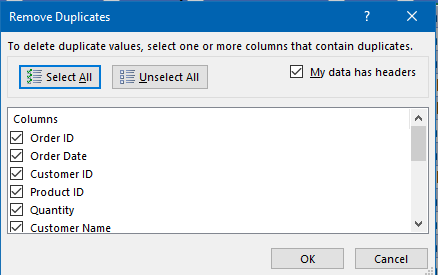 Remove Duplicates ?
To delete duplicate values, select one or more columns that contain duplicates.
Select All Unselect All My data has headers
Columns
Order ID
Order Date
Customer ID
Product ID
Quantity
Customer Name
OK Cancel